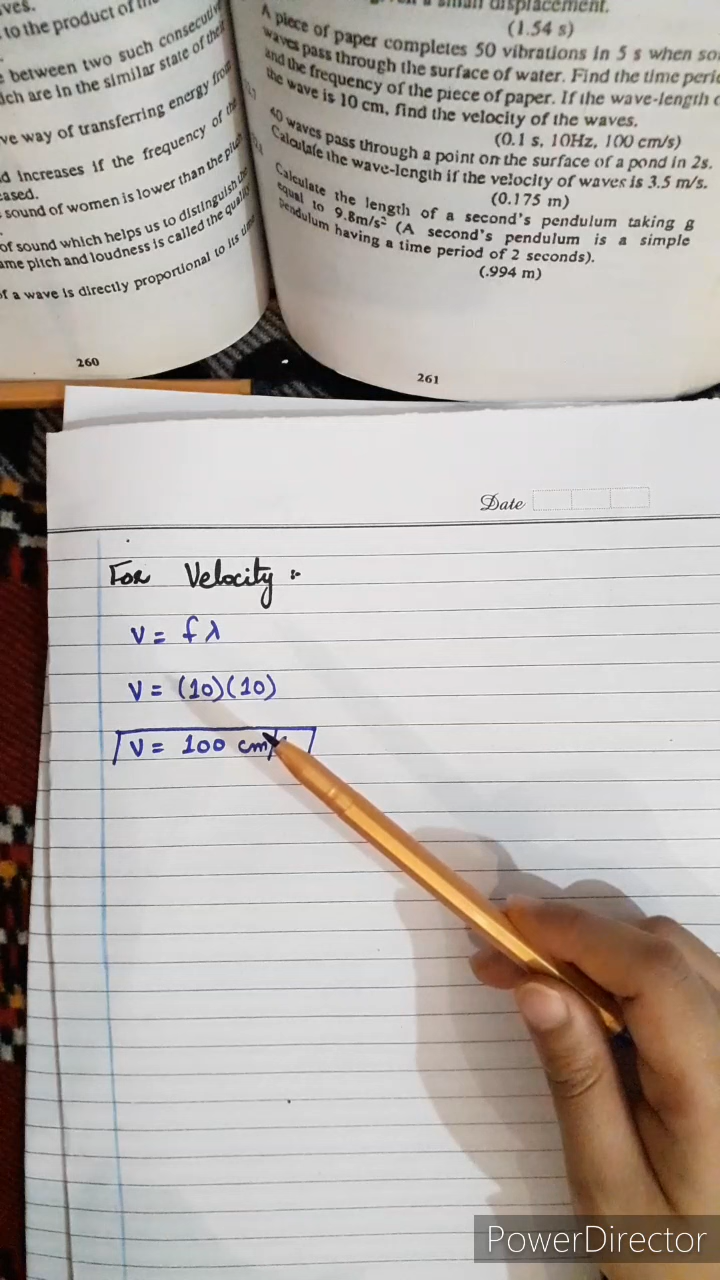 ves.
to the product of
between two such consecutive
ich are in the similar state of their
ve way of transferring energy from
d increases if the frequency of the
eased.
sound of women is lower than the pitch
of sound which helps us to distinguish the
ame pitch and loudness is called the quality
of a wave is directly proportional to its
260
a small displacement.
(1.54 s)
A piece of paper completes 50 vibrations in 5 s when so
waves pass through the surface of water. Find the time peri
and the frequency of the piece of paper. If the wave-length
the wave is 10 cm, find the velocity of the waves.
(0.1 s, 10Hz, 100 cm/s)
40 waves pass through a point on the surface of a pond in 2s.
Calculate the wave-length if the velocity of waves is 3.5 m/s.
(0.175 m)
Calculate the length of a second's pendulum taking g
equal to 9.8m/s² (A second's pendulum is a simple
pendulum having a time period of 2 seconds).
(.994 m)
261
Date
For Velocity :-
v = fλ
v = (10)(10)
v = 100 cm/
PowerDirector